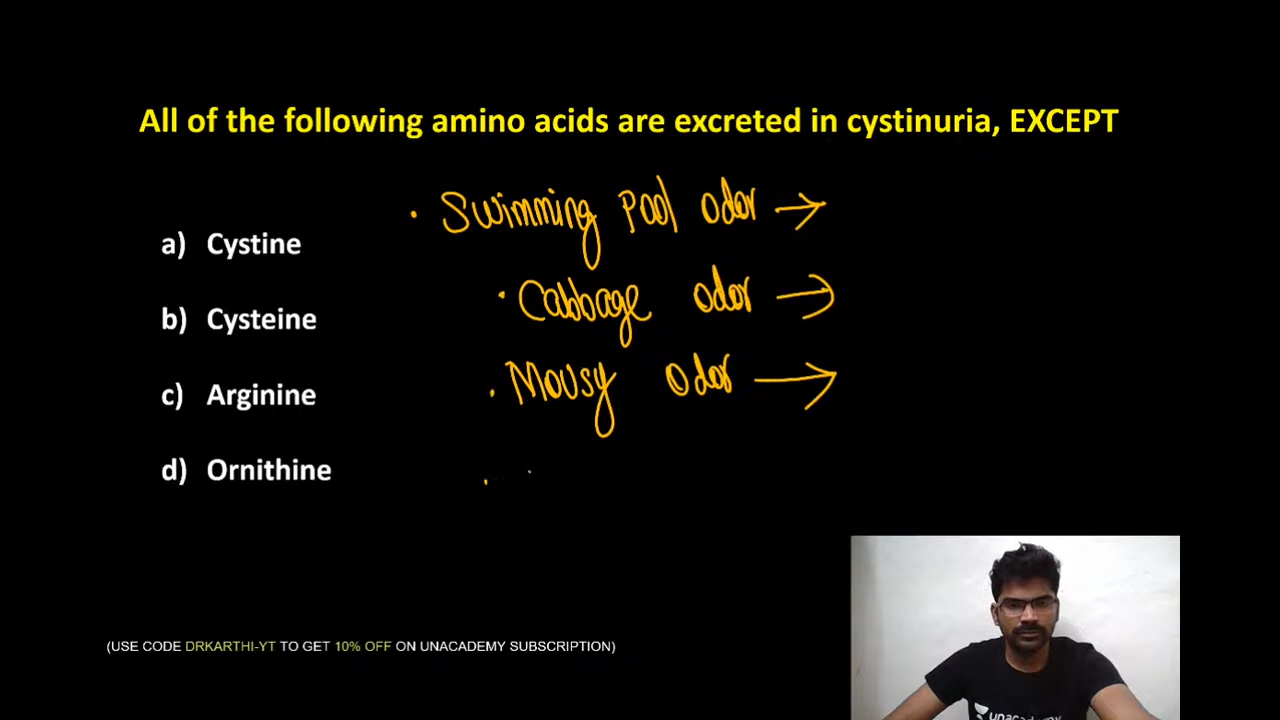 All of the following amino acids are excreted in cystinuria, EXCEPT
• Swimming Pool odor →
a) Cystine
• Cabbage odor →
b) Cysteine
• Mousy odor →
c) Arginine
d) Ornithine
(USE CODE DRKARTHI-YT TO GET 10% OFF ON UNACADEMY SUBSCRIPTION)
unacademy